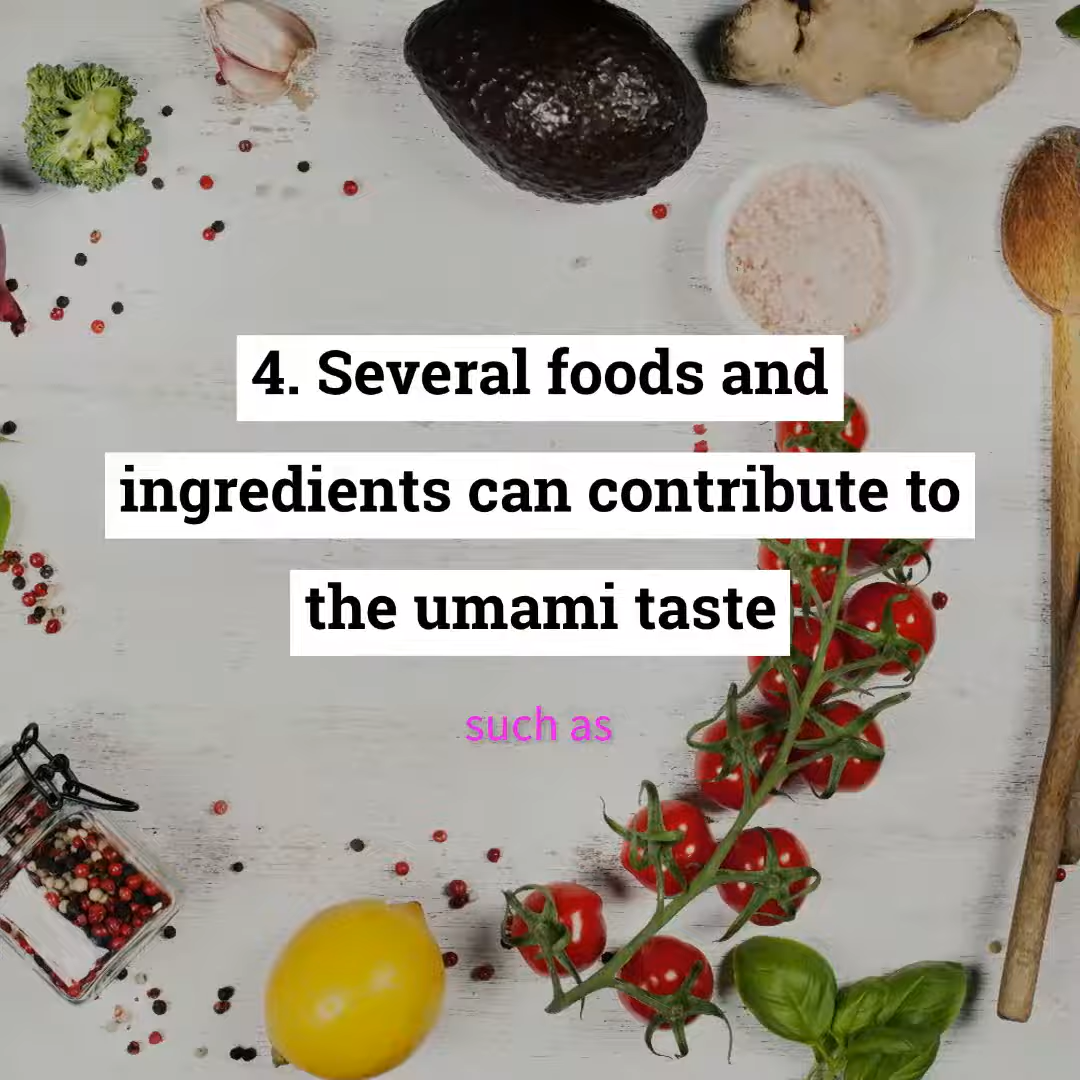 4. Several foods and
ingredients can contribute to
the umami taste
such as